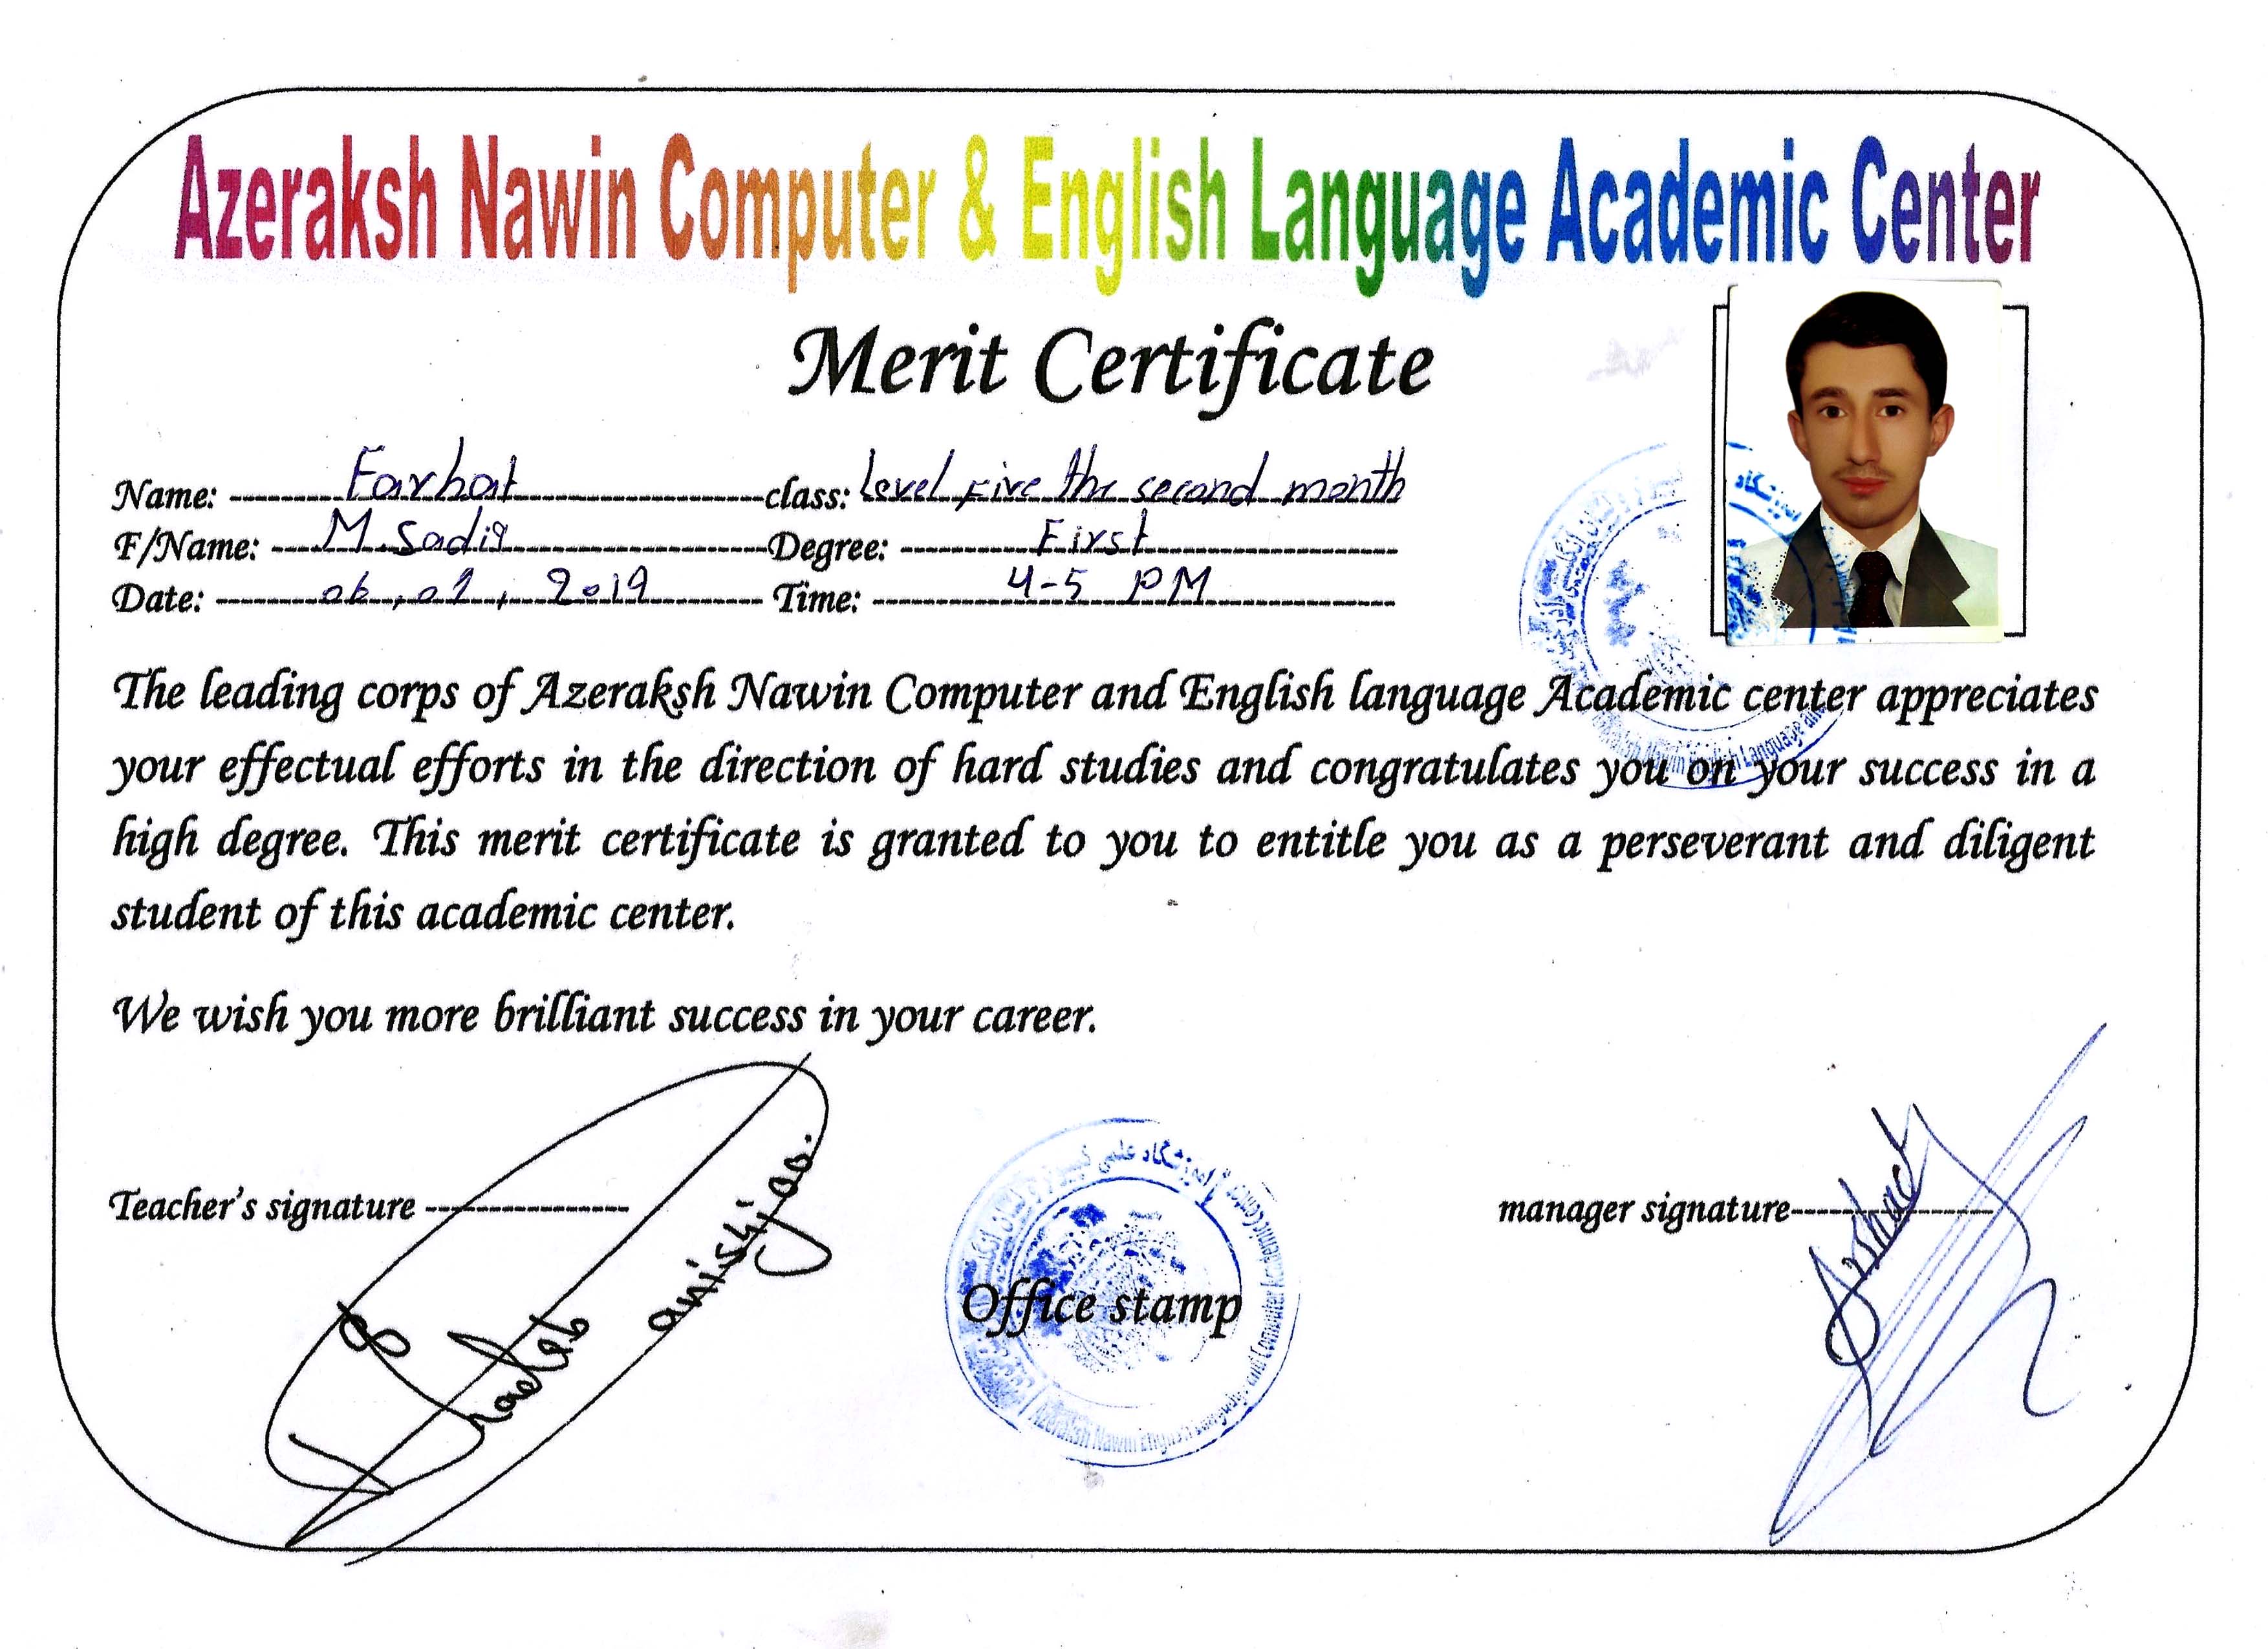 Azeraksh Nawin Computer & English Language Academic Center
Merit Certificate
Name: Farhat class: Level Five the second month
F/Name: M.Sadiq Degree: First
Date: 2019 Time: 4-5 PM
The leading corps of Azeraksh Nawin Computer and English language Academic center appreciates
your effectual efforts in the direction of hard studies and congratulates you on your success in a
high degree. This merit certificate is granted to you to entitle you as a perseverant and diligent
student of this academic center.
We wish you more brilliant success in your career.
Teacher's signature
manager signature
Arshad
Office stamp
Azeraksh Nawin English Language and Computer Academic Center